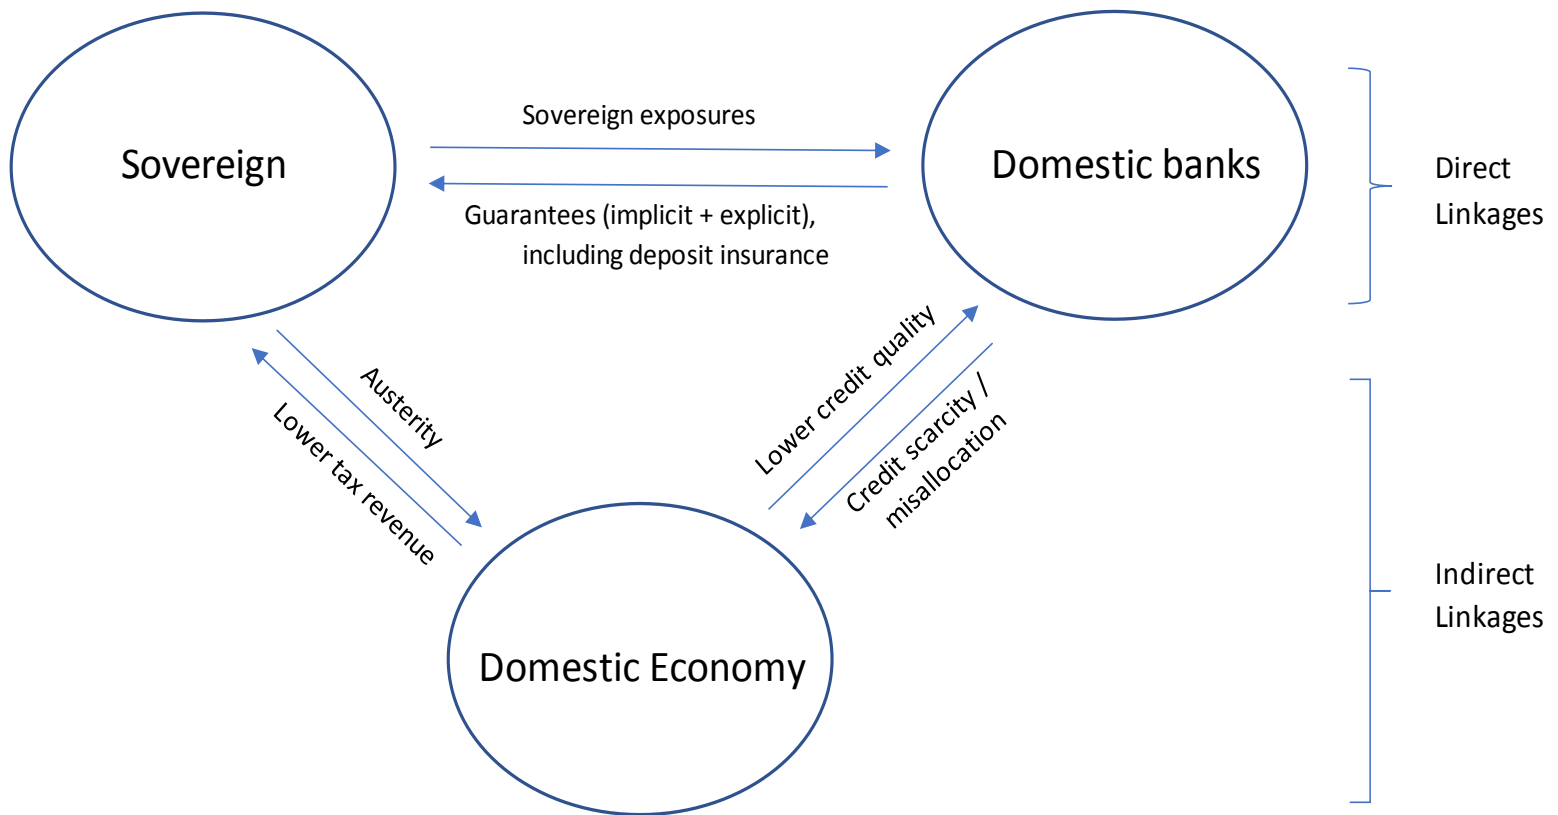 Sovereign exposures
Sovereign
Domestic banks
Direct
Linkages
Guarantees (implicit + explicit),
including deposit insurance
Austerity
Lower tax revenue
Lower credit quality
Credit scarcity /
misallocation
Domestic Economy
Indirect
Linkages